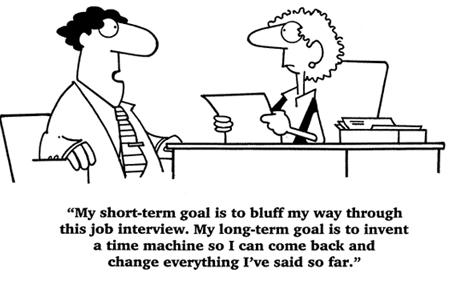 “My short-term goal is to bluff my way through
this job interview. My long-term goal is to invent
a time machine so I can come back and
change everything I’ve said so far.”